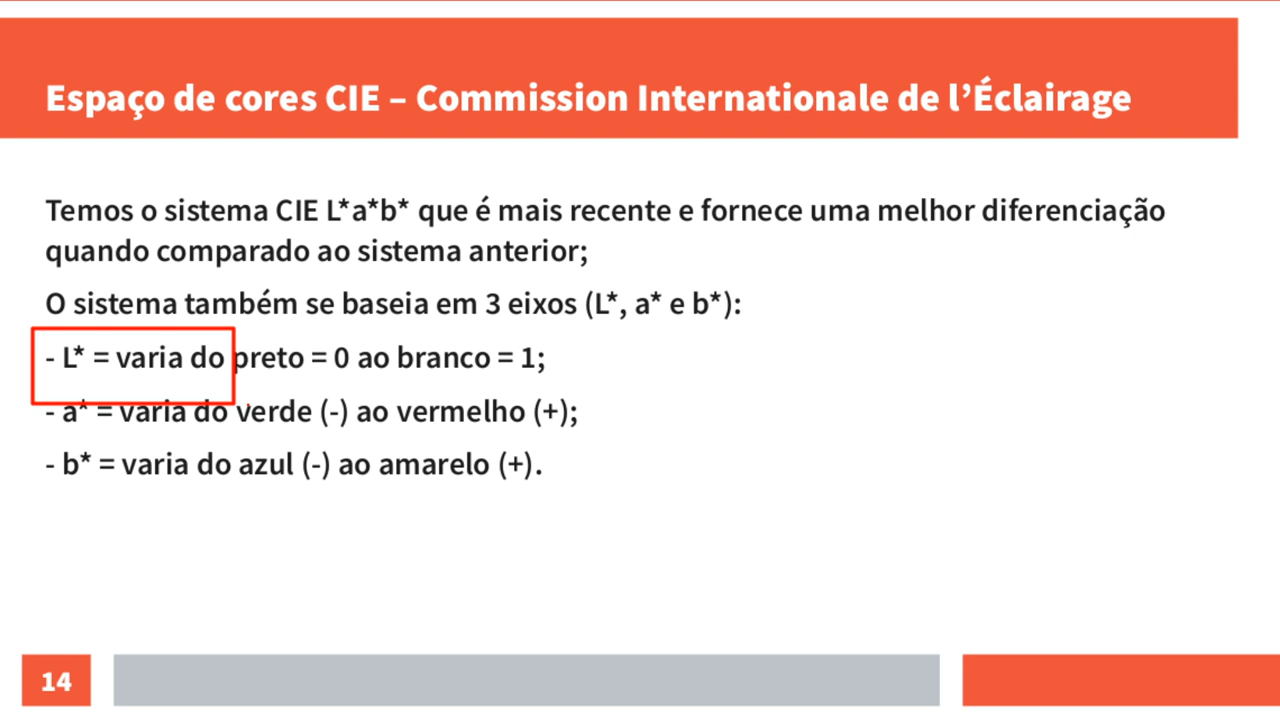 Espaço de cores CIE – Commission Internationale de l’Éclairage
Temos o sistema CIE L*a*b* que é mais recente e fornece uma melhor diferenciação
quando comparado ao sistema anterior;
O sistema também se baseia em 3 eixos (L*, a* e b*):
- L* = varia do preto = 0 ao branco = 1;
- a* = varia do verde (-) ao vermelho (+);
- b* = varia do azul (-) ao amarelo (+).
14